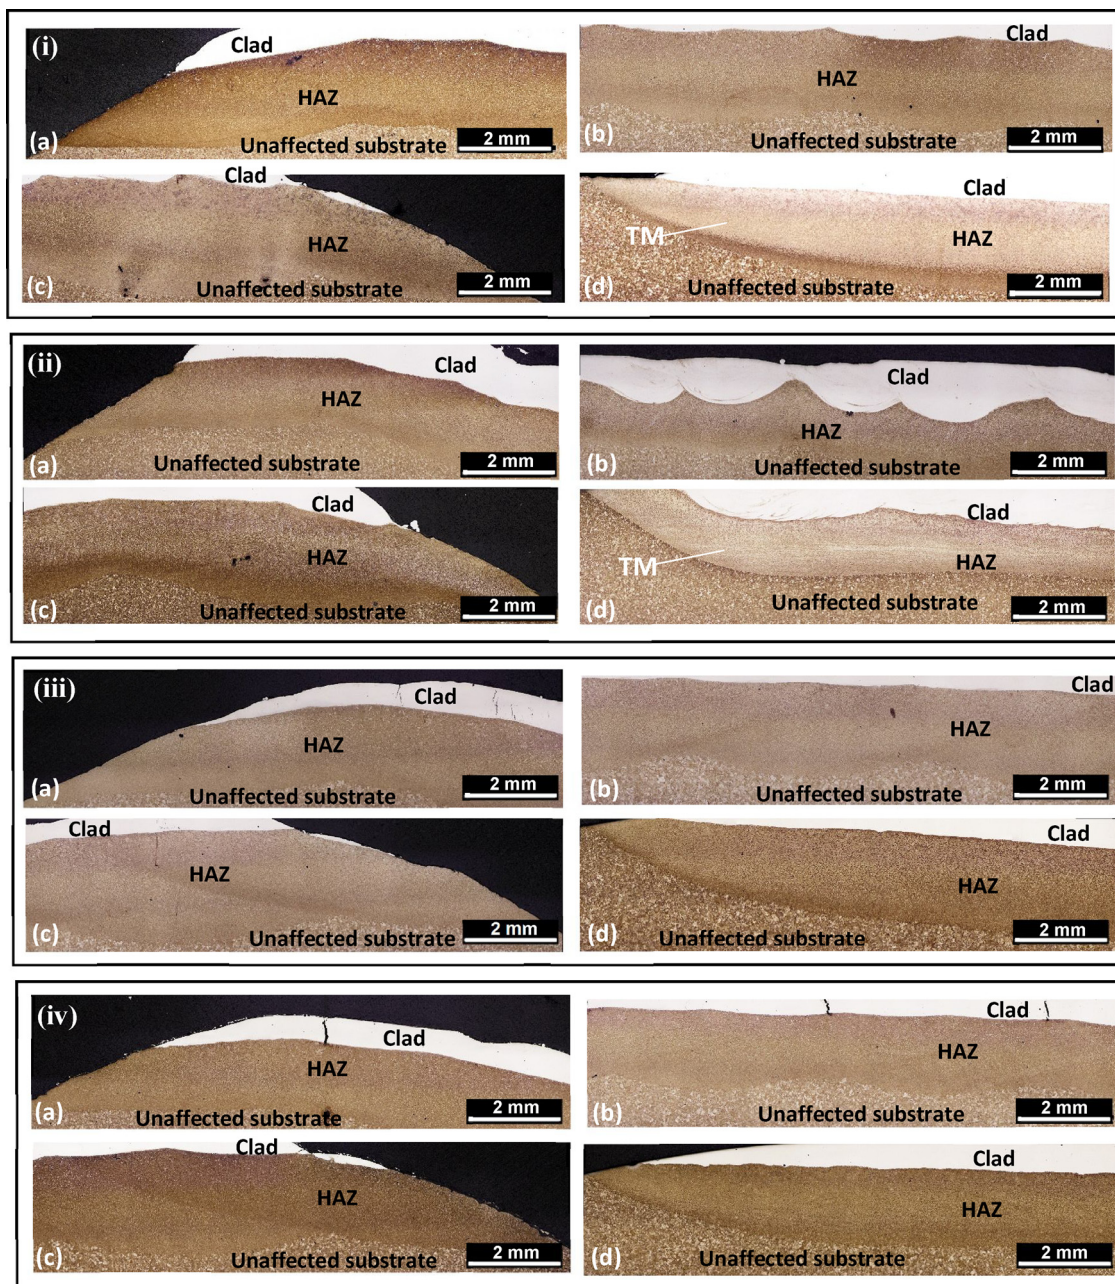 (i)
Clad
HAZ
Unaffected substrate
(a)
2 mm
Clad
HAZ
Unaffected substrate
(b)
2 mm
Clad
HAZ
Unaffected substrate
(c)
2 mm
Clad
TM
HAZ
Unaffected substrate
(d)
2 mm
(ii)
Clad
HAZ
Unaffected substrate
(a)
2 mm
Clad
HAZ
Unaffected substrate
(b)
2 mm
Clad
HAZ
Unaffected substrate
(c)
2 mm
Clad
TM
HAZ
Unaffected substrate
(d)
2 mm
(iii)
Clad
HAZ
Unaffected substrate
(a)
2 mm
Clad
HAZ
Unaffected substrate
(b)
2 mm
Clad
HAZ
Unaffected substrate
(c)
2 mm
Clad
HAZ
Unaffected substrate
(d)
2 mm
(iv)
Clad
HAZ
Unaffected substrate
(a)
2 mm
Clad
HAZ
Unaffected substrate
(b)
2 mm
Clad
HAZ
Unaffected substrate
(c)
2 mm
Clad
HAZ
Unaffected substrate
(d)
2 mm